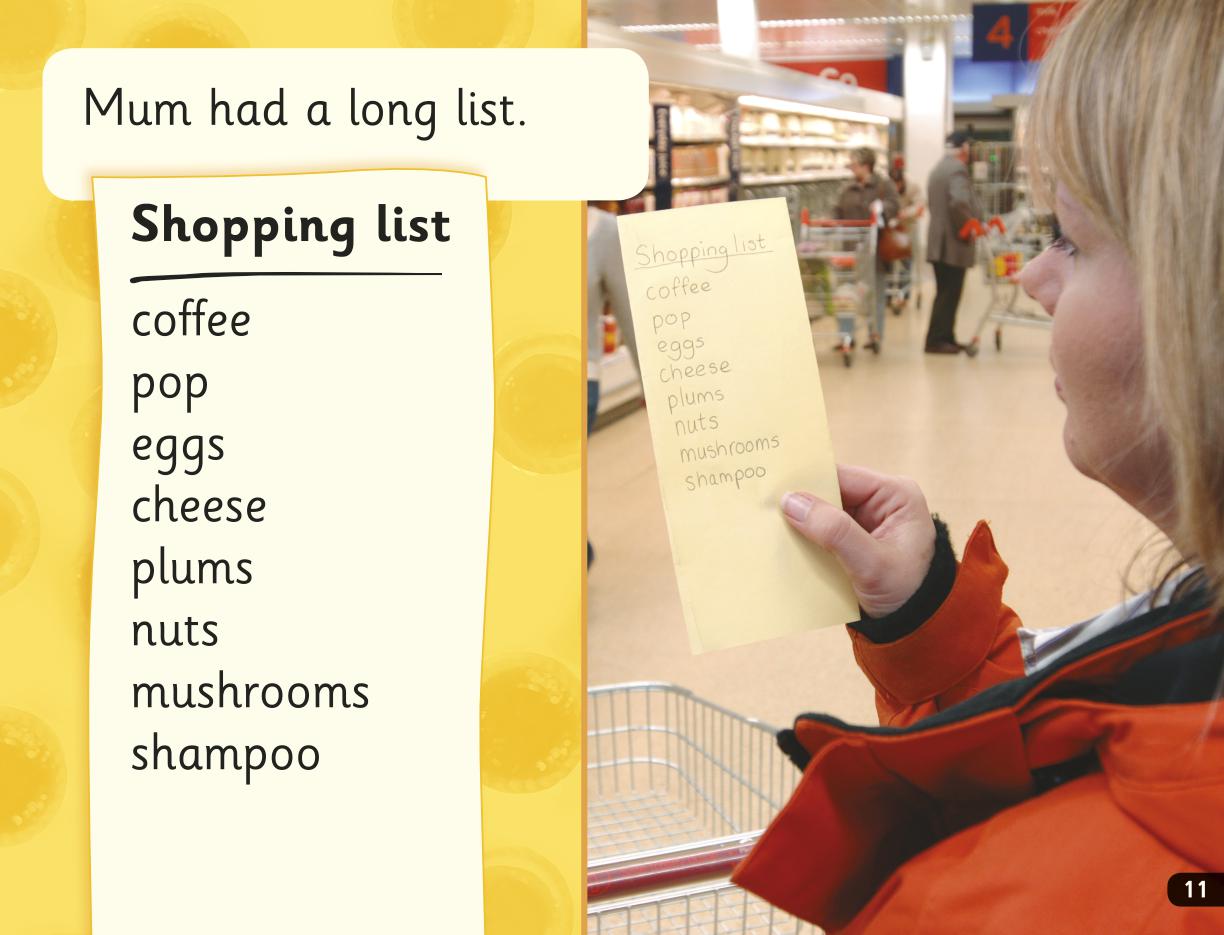 Mum had a long list.
Shopping list
coffee
pop
eggs
cheese
plums
nuts
mushrooms
shampoo
4
Shopping list
coffee
pop
eggs
cheese
plums
nuts
mushrooms
shampoo
11